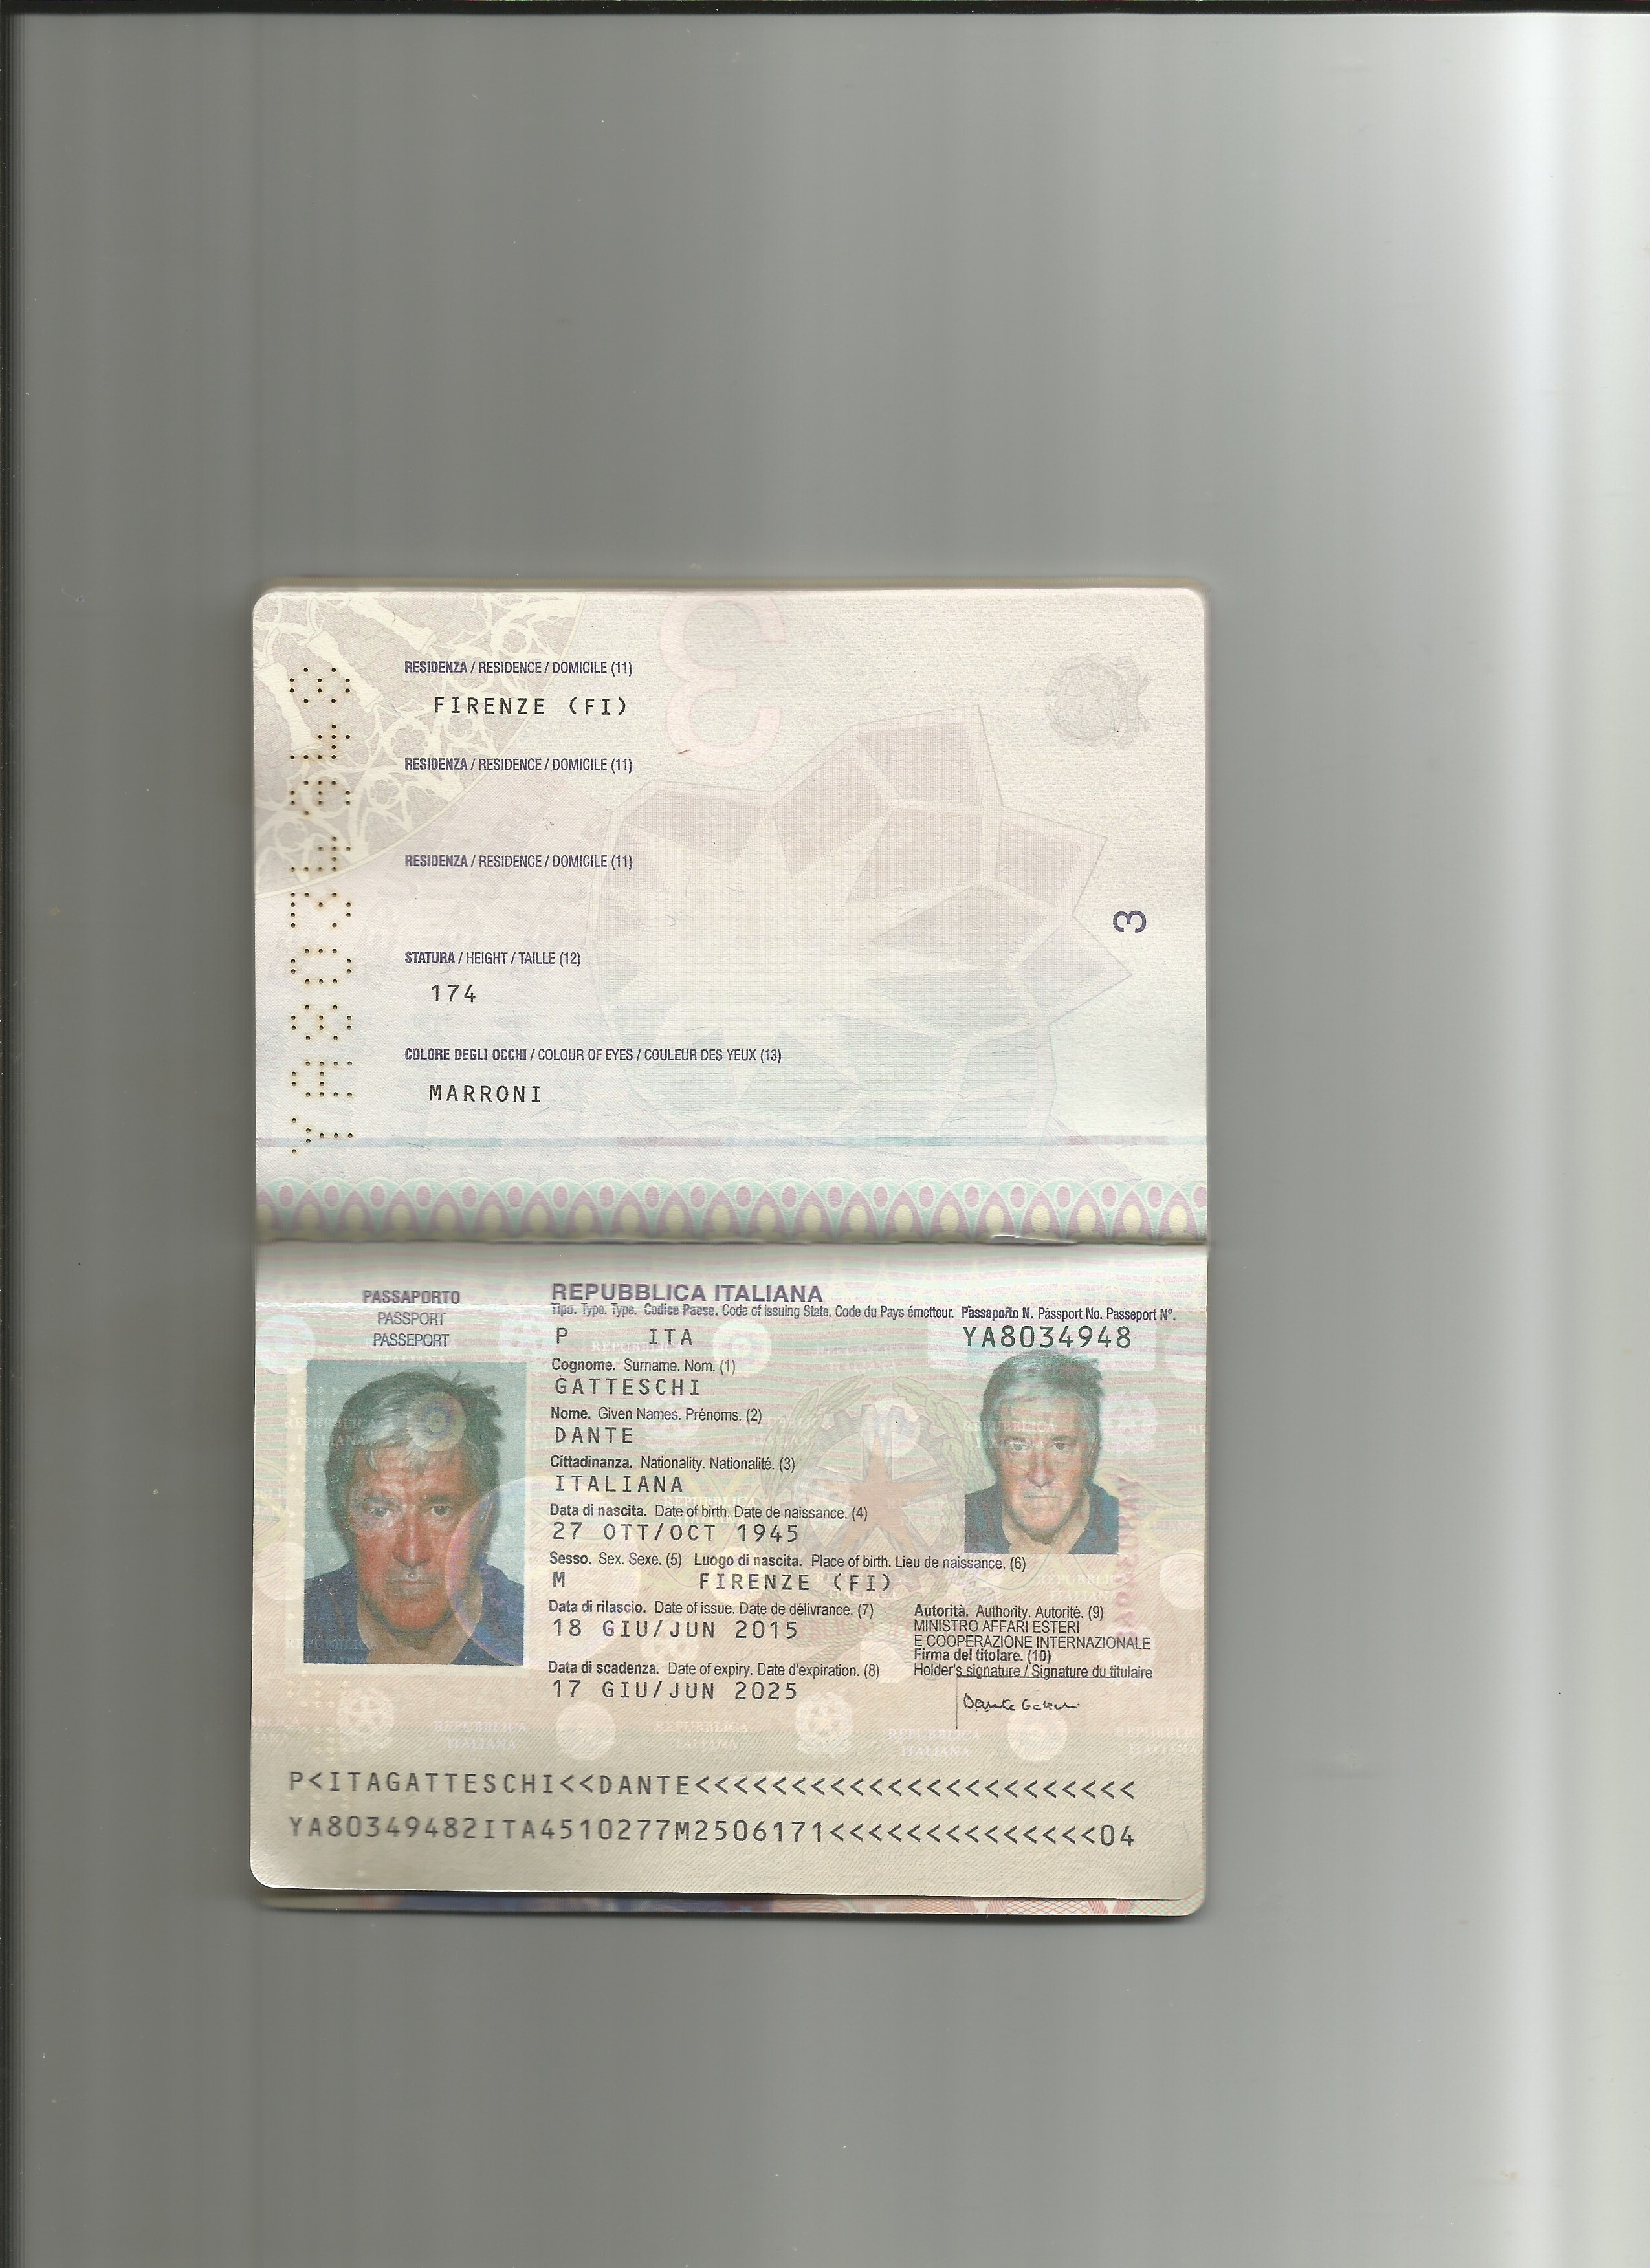 RESIDENZA / RESIDENCE / DOMICILE (11)
FIRENZE (FI)
RESIDENZA / RESIDENCE / DOMICILE (11)
RESIDENZA / RESIDENCE / DOMICILE (11)
STATURA / HEIGHT / TAILLE (12)
174
COLORE DEGLI OCCHI / COLOUR OF EYES / COULEUR DES YEUX (13)
MARRONI
3
YA8034948
PASSAPORTO
PASSPORT
PASSEPORT
REPUBBLICA ITALIANA
Tipo. Type. Type. Codice Paese. Code of issuing State. Code du Pays émetteur. Passaporto N. Passport No. Passeport N°.
P ITA YA8034948
Cognome. Surname. Nom. (1)
GATTESCHI
Nome. Given Names. Prénoms. (2)
DANTE
Cittadinanza. Nationality. Nationalité. (3)
ITALIANA
Data di nascita. Date of birth. Date de naissance. (4)
27 OTT/OCT 1945
Sesso. Sex. Sexe. (5) Luogo di nascita. Place of birth. Lieu de naissance. (6)
M FIRENZE (FI)
Data di rilascio. Date of issue. Date de délivrance. (7)
18 GIU/JUN 2015
Data di scadenza. Date of expiry. Date d'expiration. (8)
17 GIU/JUN 2025
Autorità. Authority. Autorité. (9)
MINISTRO AFFARI ESTERI
E COOPERAZIONE INTERNAZIONALE
Firma del titolare. (10)
Holder's signature / Signature du titulaire
Dante
P<ITAGATTESCHI<<DANTE<<<<<<<<<<<<<<<<<<<<<<<
YA80349482ITA4510277M2506171<<<<<<<<<<<<<<04